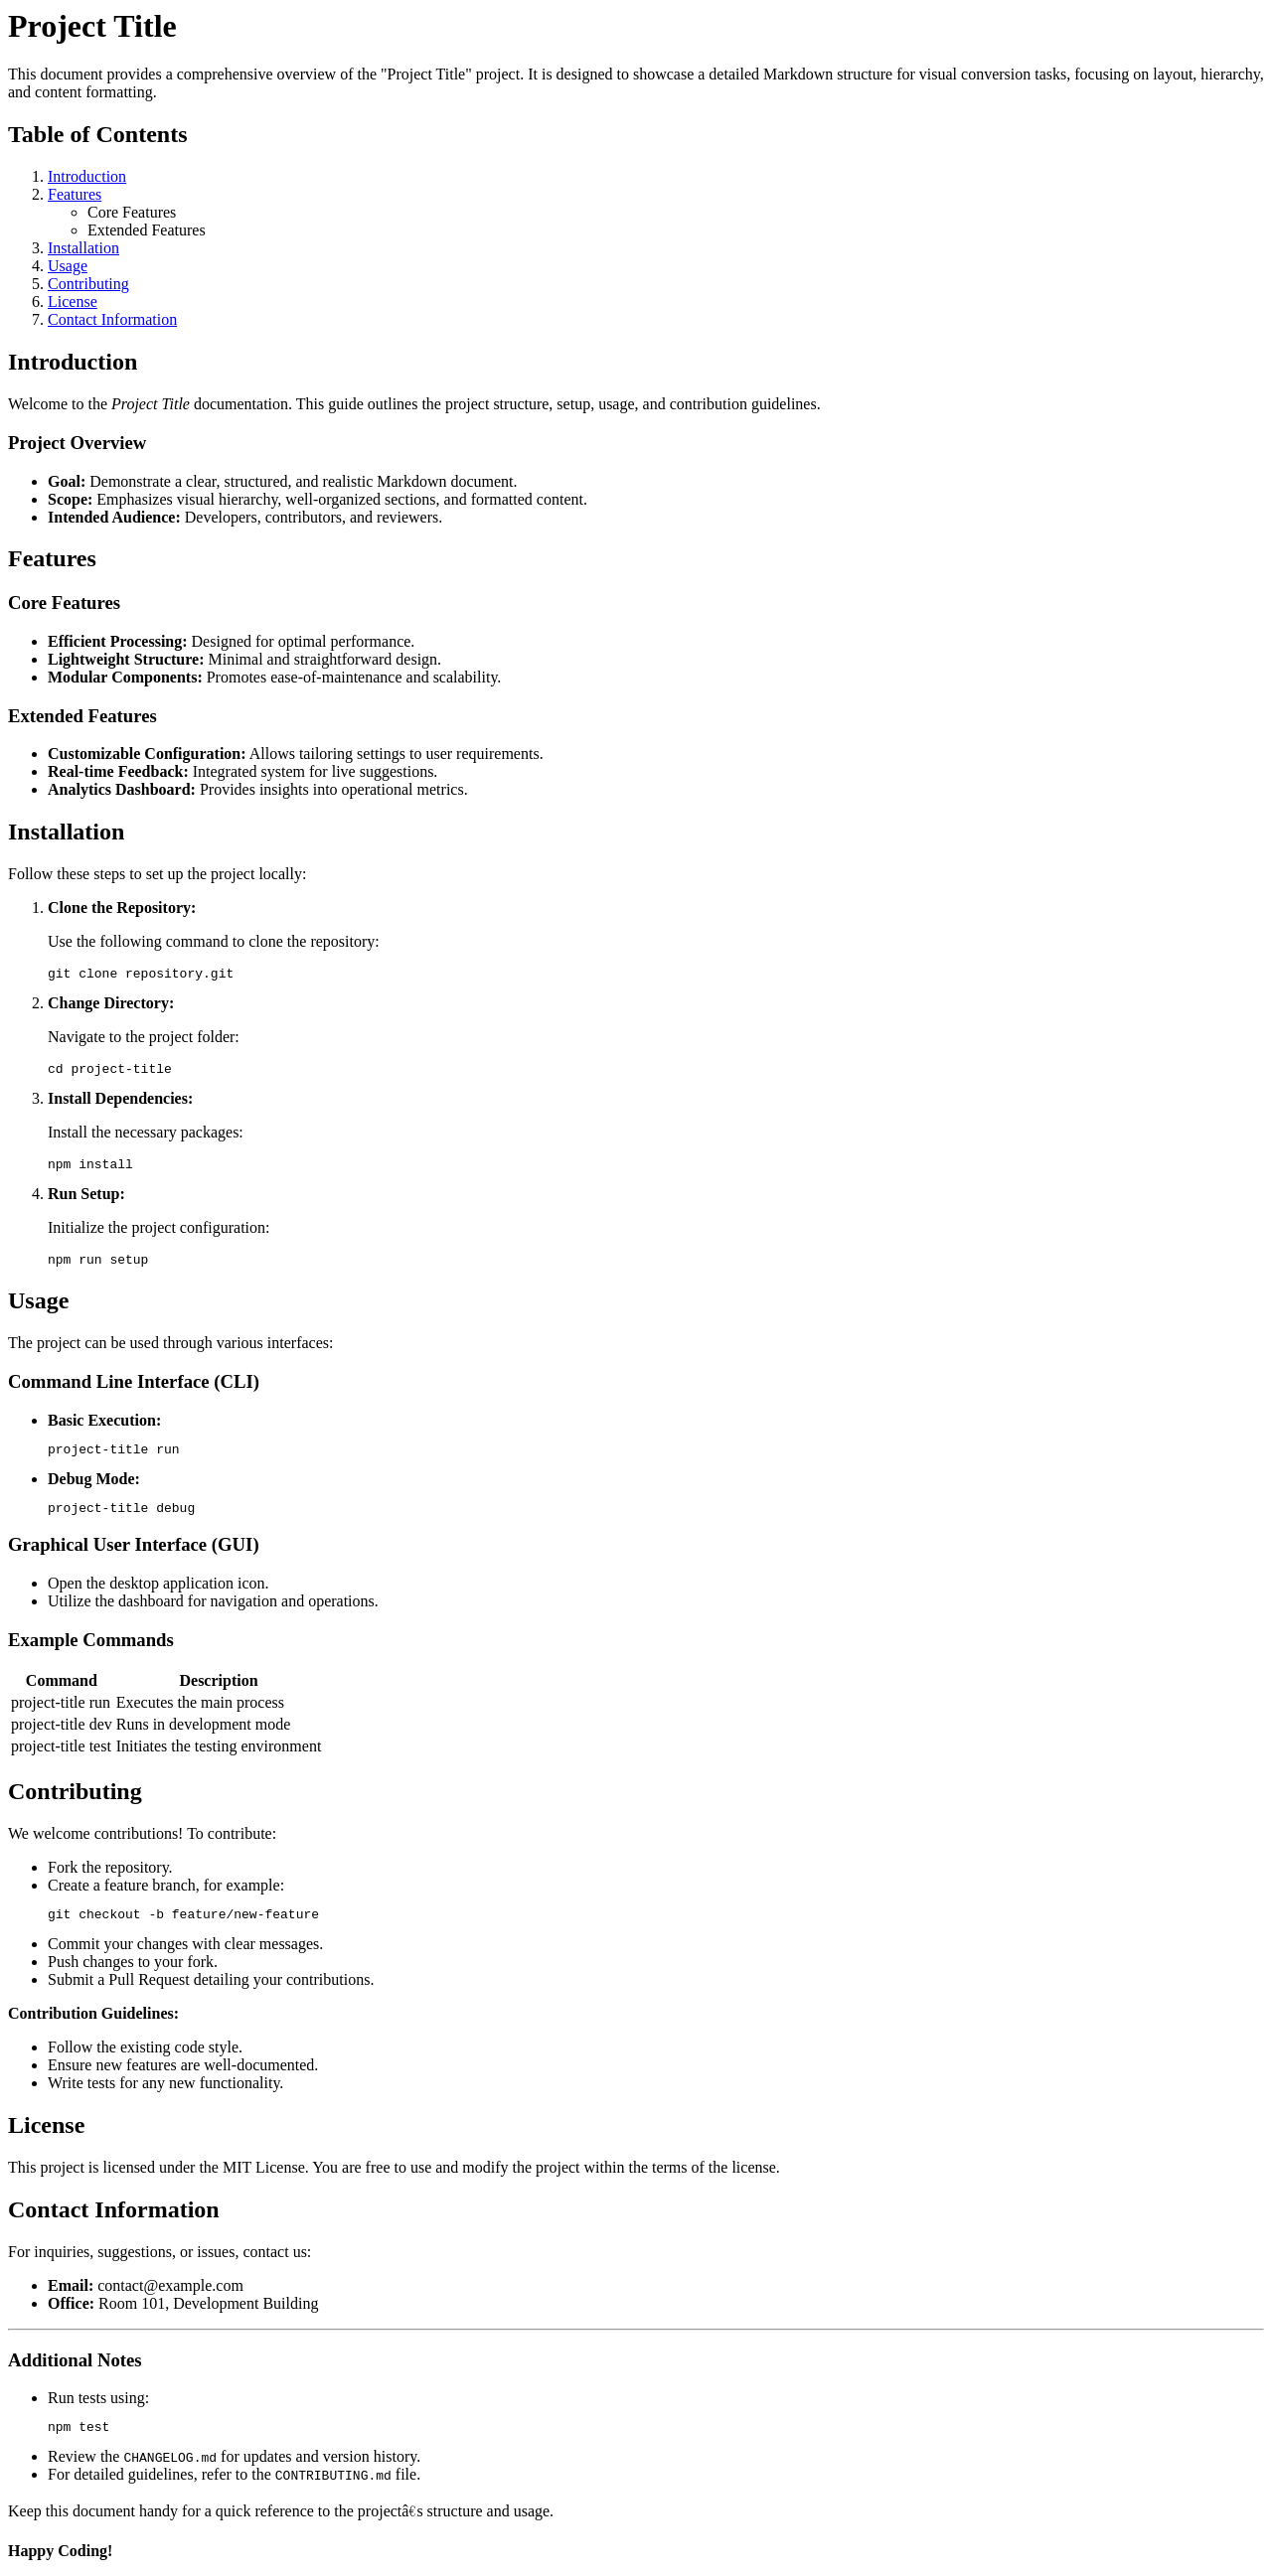 Project Title
This document provides a comprehensive overview of the "Project Title" project. It is designed to showcase a detailed Markdown structure for visual conversion tasks, focusing on layout, hierarchy,
and content formatting.
Table of Contents
1. Introduction
2. Features
Core Features
Extended Features
3. Installation
4. Usage
5. Contributing
6. License
7. Contact Information
Introduction
Welcome to the Project Title documentation. This guide outlines the project structure, setup, usage, and contribution guidelines.
Project Overview
Goal: Demonstrate a clear, structured, and realistic Markdown document.
Scope: Emphasizes visual hierarchy, well-organized sections, and formatted content.
Intended Audience: Developers, contributors, and reviewers.
Features
Core Features
Efficient Processing: Designed for optimal performance.
Lightweight Structure: Minimal and straightforward design.
Modular Components: Promotes ease-of-maintenance and scalability.
Extended Features
Customizable Configuration: Allows tailoring settings to user requirements.
Real-time Feedback: Integrated system for live suggestions.
Analytics Dashboard: Provides insights into operational metrics.
Installation
Follow these steps to set up the project locally:
1. Clone the Repository:
Use the following command to clone the repository:
git clone repository.git
2. Change Directory:
Navigate to the project folder:
cd project-title
3. Install Dependencies:
Install the necessary packages:
npm install
4. Run Setup:
Initialize the project configuration:
npm run setup
Usage
The project can be used through various interfaces:
Command Line Interface (CLI)
Basic Execution:
project-title run
Debug Mode:
project-title debug
Graphical User Interface (GUI)
Open the desktop application icon.
Utilize the dashboard for navigation and operations.
Example Commands
Command Description
project-title run Executes the main process
project-title dev Runs in development mode
project-title test Initiates the testing environment
Contributing
We welcome contributions! To contribute:
Fork the repository.
Create a feature branch, for example:
git checkout -b feature/new-feature
Commit your changes with clear messages.
Push changes to your fork.
Submit a Pull Request detailing your contributions.
Contribution Guidelines:
Follow the existing code style.
Ensure new features are well-documented.
Write tests for any new functionality.
License
This project is licensed under the MIT License. You are free to use and modify the project within the terms of the license.
Contact Information
For inquiries, suggestions, or issues, contact us:
Email: contact@example.com
Office: Room 101, Development Building
Additional Notes
Run tests using:
npm test
Review the CHANGELOG.md for updates and version history.
For detailed guidelines, refer to the CONTRIBUTING.md file.
Keep this document handy for a quick reference to the projectâ€s structure and usage.
Happy Coding!